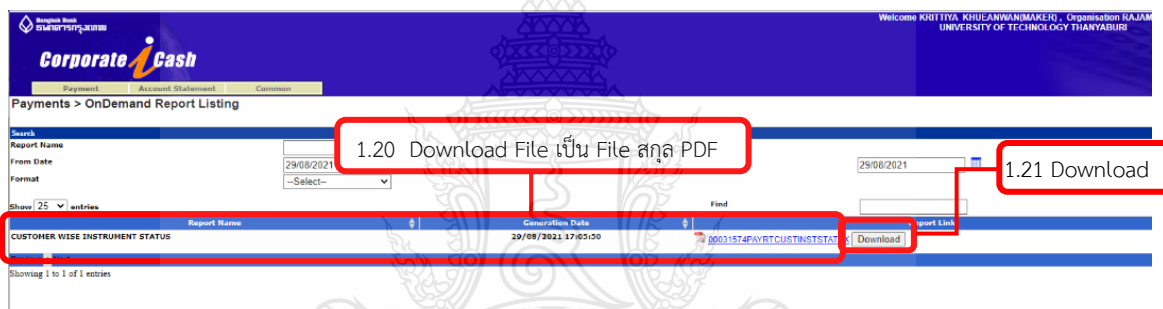 Bangkok Bank
ธนาคารกรุงเทพ
Welcome KRITTIYA KHUEANWAN(MAKER) , Organisation RAJAM
UNIVERSITY OF TECHNOLOGY THANYABURI
Corporate iCash
Payment Account Statement Common
Payments > OnDemand Report Listing
Search
Report Name
1.20 Download File เป็น File สกุล PDF
From Date 29/08/2021 29/08/2021
1.21 Download
Format --Select--
Show 25 entries Find
Report Name Generation Date Report Link
CUSTOMER WISE INSTRUMENT STATUS 29/08/2021 17:05:50 00031574PAYRTCUSTINSTSTAT Download
Showing 1 to 1 of 1 entries